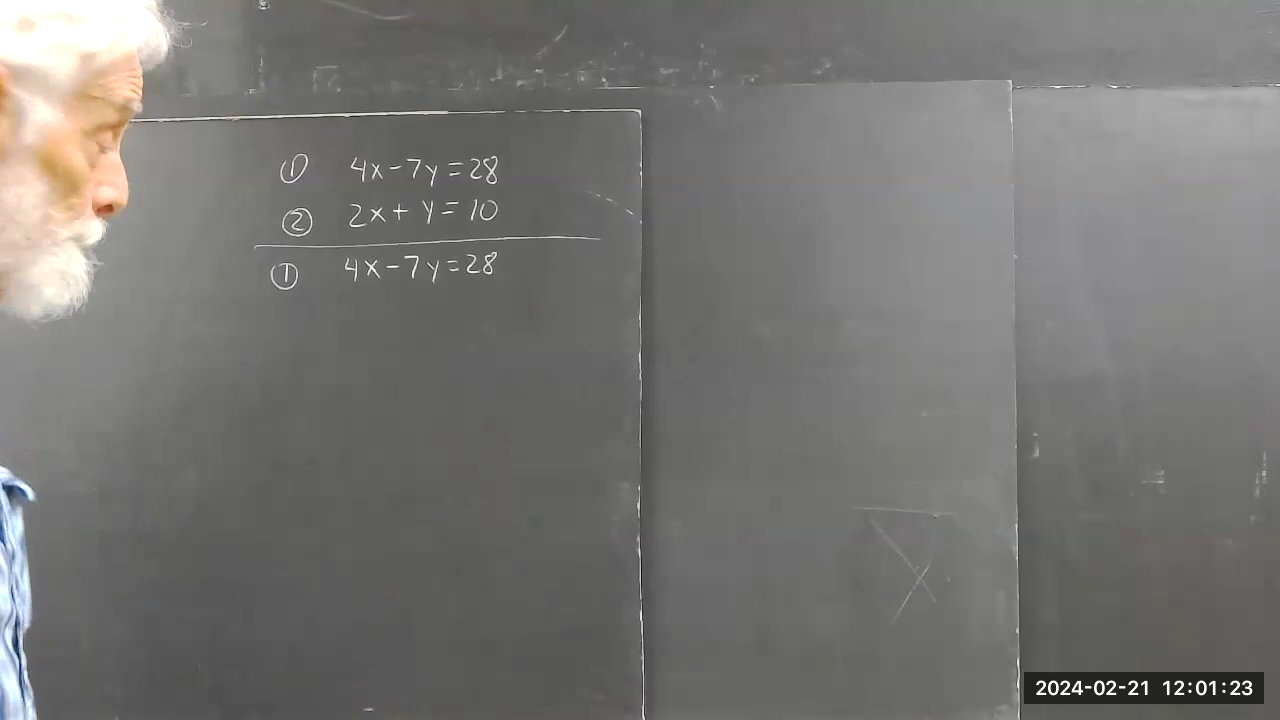 ① 4x-7y=28
② 2x+ y=10
① 4x-7y=28
2024-02-21 12:01:23